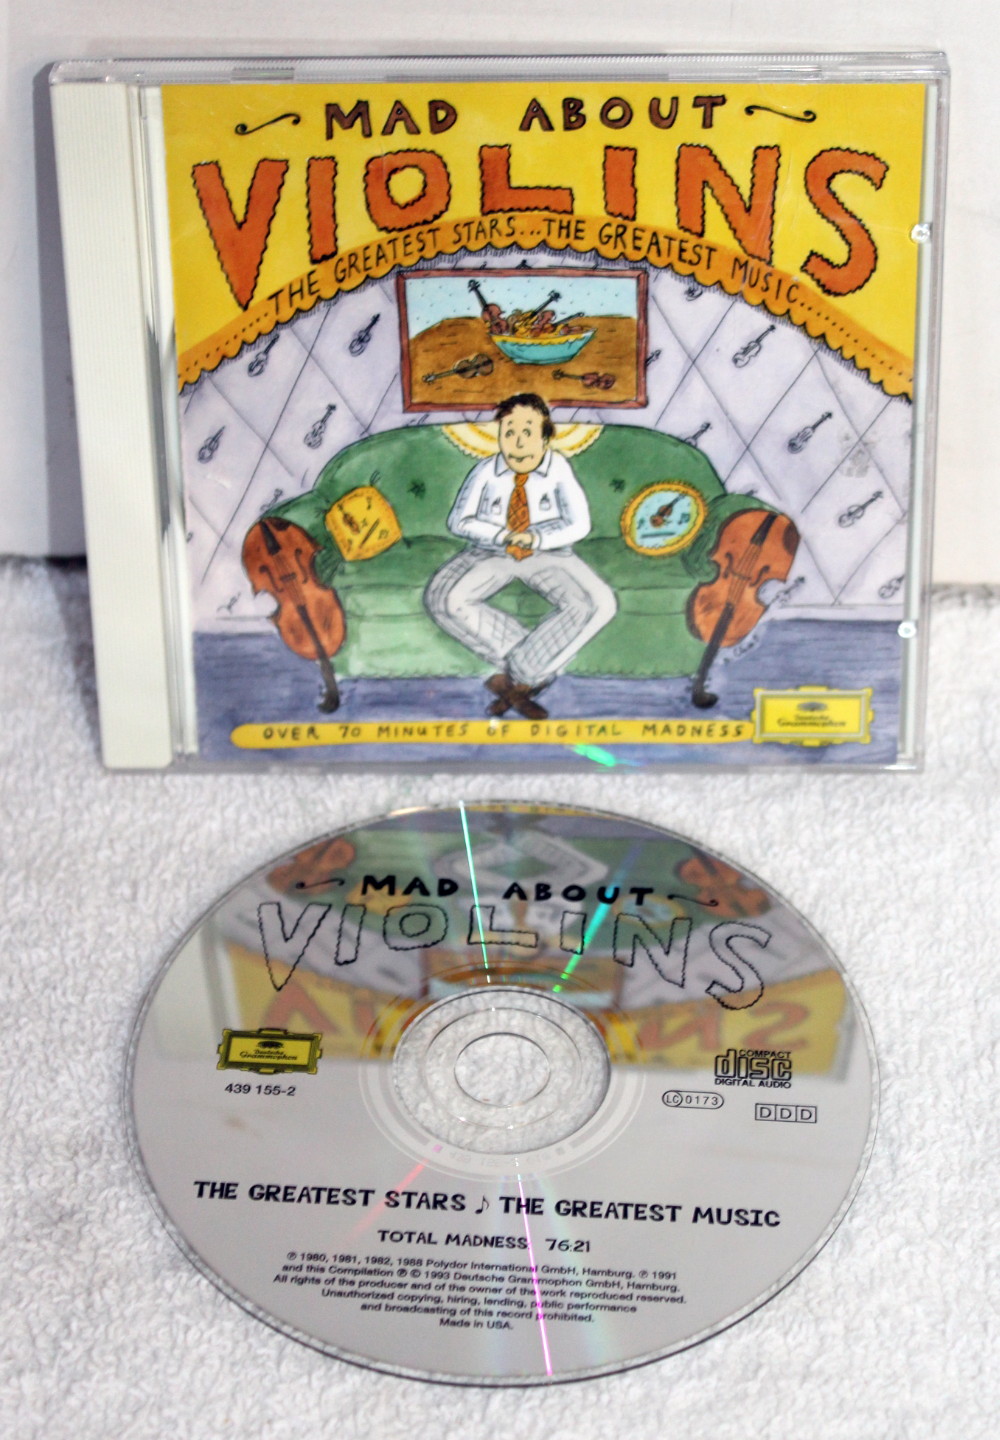 MAD ABOUT
VIOLINS
....THE GREATEST STARS...THE GREATEST MUSIC....
OVER 70 MINUTES OF DIGITAL MADNESS
Deutsche
Grammophon
MAD ABOUT
VIOLINS
Deutsche
Grammophon
439 155-2
COMPACT
disc
DIGITAL AUDIO
LC 0173
DDD
THE GREATEST STARS ♪ THE GREATEST MUSIC
TOTAL MADNESS 76:21
℗ 1980, 1981, 1982, 1988 Polydor International GmbH, Hamburg. ℗ 1991
and this Compilation ℗ © 1993 Deutsche Grammophon GmbH, Hamburg.
All rights of the producer and of the owner of the work reproduced reserved.
Unauthorized copying, hiring, lending, public performance
and broadcasting of this record prohibited.
Made in USA.